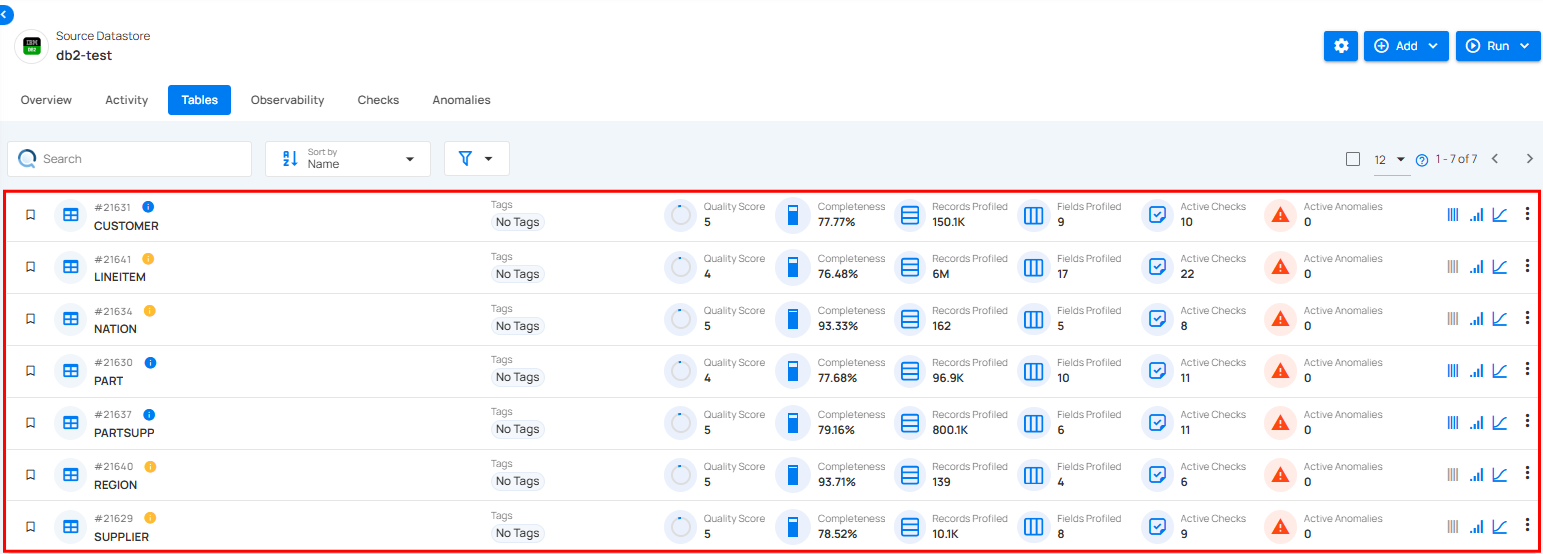 Source Datastore
IBM
DB2
db2-test
Add
Run
Overview Activity Tables Observability Checks Anomalies
Search
Sort by
Name
A
Z
12
1 - 7 of 7
#21631 Tags Quality Score Completeness Records Profiled Fields Profiled Active Checks Active Anomalies
CUSTOMER No Tags 5 77.77% 150.1K 9 10 0
#21641 Tags Quality Score Completeness Records Profiled Fields Profiled Active Checks Active Anomalies
LINEITEM No Tags 4 76.48% 6M 17 22 0
#21634 Tags Quality Score Completeness Records Profiled Fields Profiled Active Checks Active Anomalies
NATION No Tags 5 93.33% 162 5 8 0
#21630 Tags Quality Score Completeness Records Profiled Fields Profiled Active Checks Active Anomalies
PART No Tags 4 77.68% 96.9K 10 11 0
#21637 Tags Quality Score Completeness Records Profiled Fields Profiled Active Checks Active Anomalies
PARTSUPP No Tags 5 79.16% 800.1K 6 11 0
#21640 Tags Quality Score Completeness Records Profiled Fields Profiled Active Checks Active Anomalies
REGION No Tags 5 93.71% 139 4 6 0
#21629 Tags Quality Score Completeness Records Profiled Fields Profiled Active Checks Active Anomalies
SUPPLIER No Tags 5 78.52% 10.1K 8 9 0